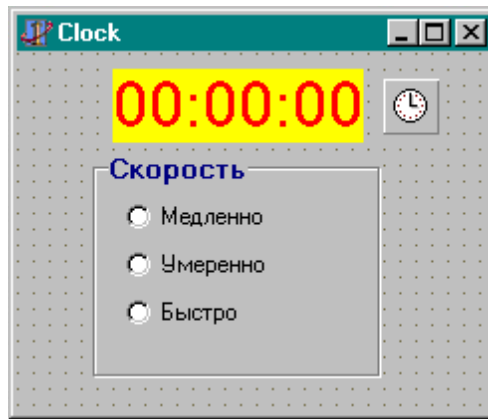 Clock
00:00:00
Скорость
Медленно
Умеренно
Быстро